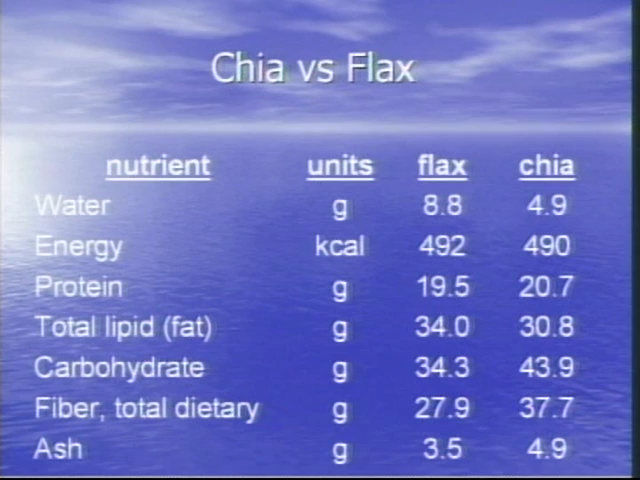 Chia vs Flax
nutrient units flax chia
Water g 8.8 4.9
Energy kcal 492 490
Protein g 19.5 20.7
Total lipid (fat) g 34.0 30.8
Carbohydrate g 34.3 43.9
Fiber, total dietary g 27.9 37.7
Ash g 3.5 4.9